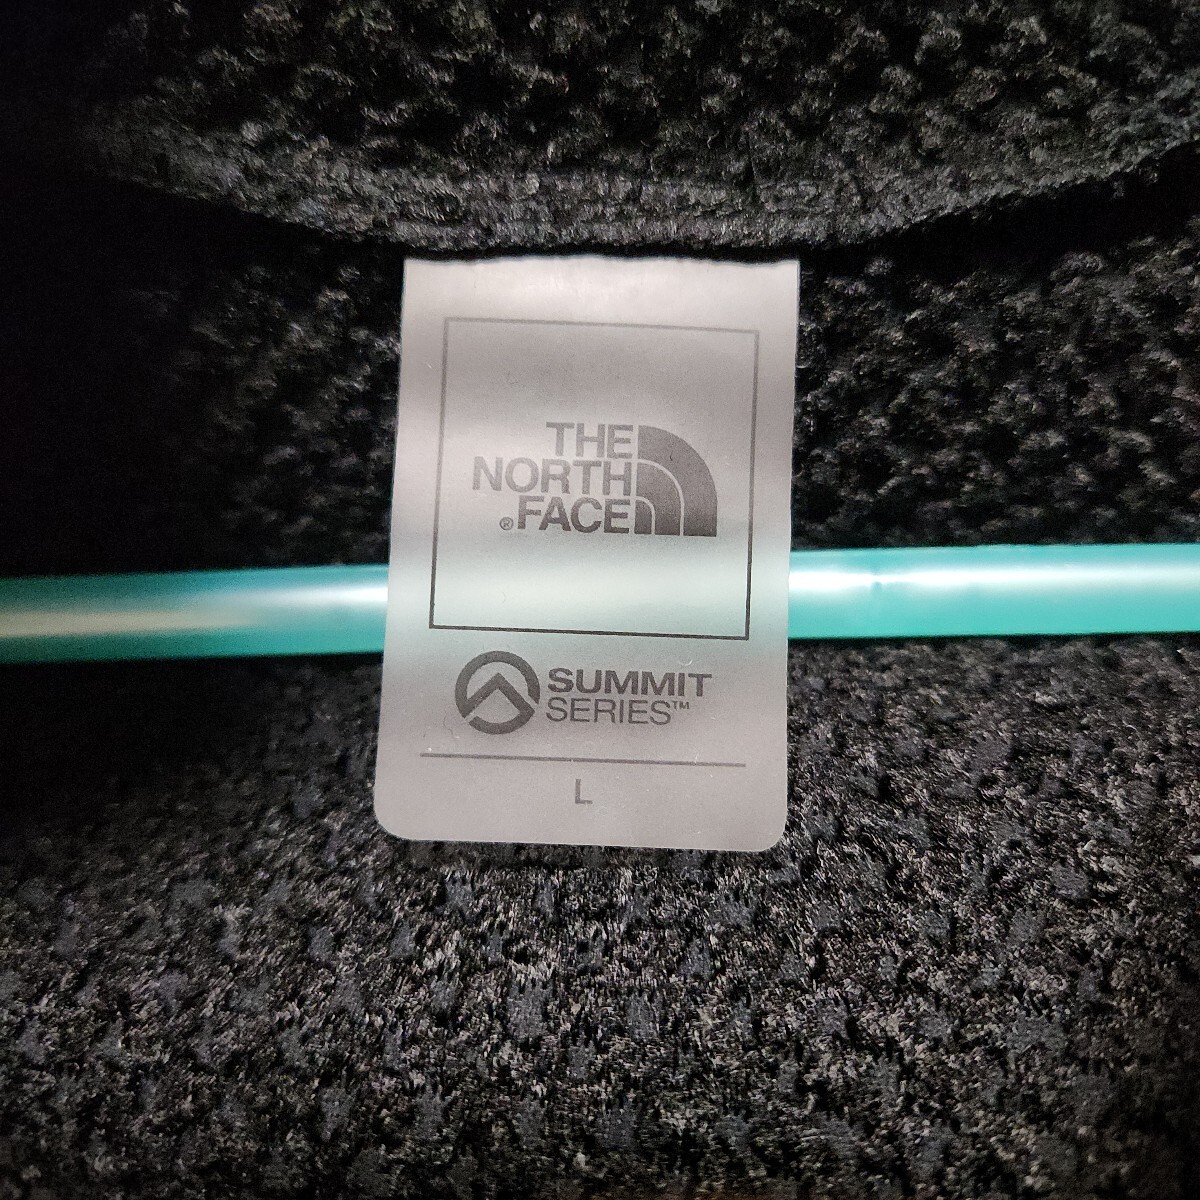 THE
NORTH
®FACE
SUMMIT
SERIES™
L